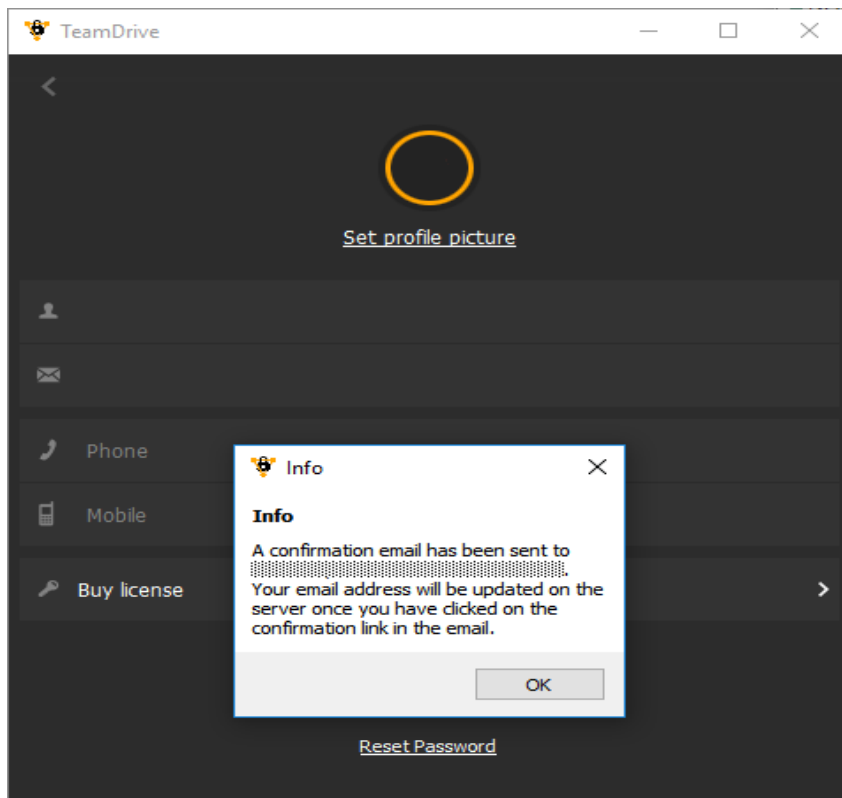 TeamDrive
Set profile picture
Phone
Mobile
Buy license
Info
Info
A confirmation email has been sent to
.
Your email address will be updated on the
server once you have clicked on the
confirmation link in the email.
OK
Reset Password